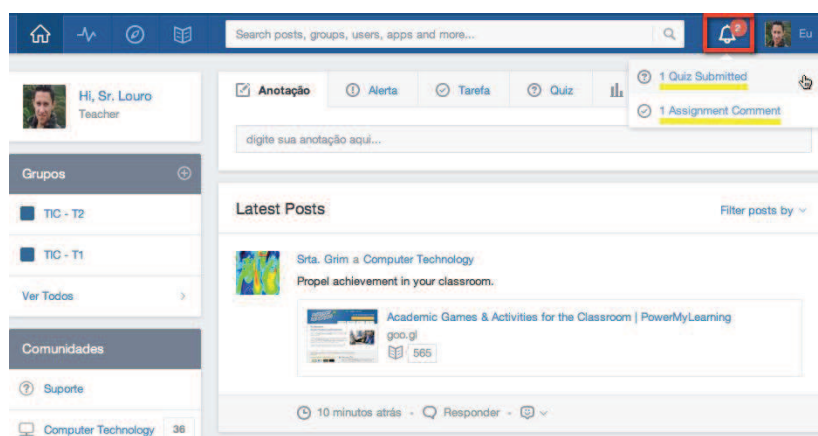 Search posts, groups, users, apps and more...
2
Eu
1 Quiz Submitted
1 Assignment Comment
Hi, Sr. Louro
Teacher
Anotação
Alerta
Tarefa
Quiz
digite sua anotação aqui...
Grupos
TIC - T2
TIC - T1
Ver Todos
Comunidades
Suporte
Computer Technology 36
Latest Posts
Filter posts by
Srta. Grim a Computer Technology
Propel achievement in your classroom.
Academic Games & Activities for the Classroom | PowerMyLearning
goo.gl
565
10 minutos atrás - Responder -